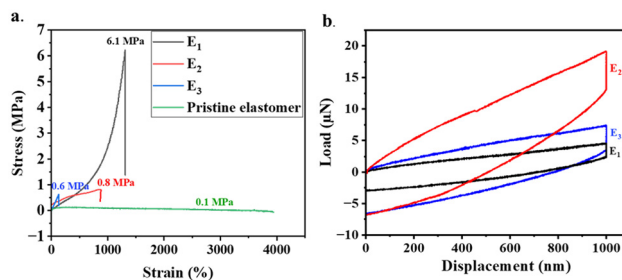 a.
6.1 MPa
E1
E2
E3
Pristine elastomer
0.6 MPa
0.8 MPa
0.1 MPa
Stress (MPa)
7
6
5
4
3
2
1
0
−1
0 1000 2000 3000 4000
Strain (%)
b.
E2
E3
E1
Load (µN)
25
20
15
10
5
0
−5
−10
0 200 400 600 800 1000
Displacement (nm)